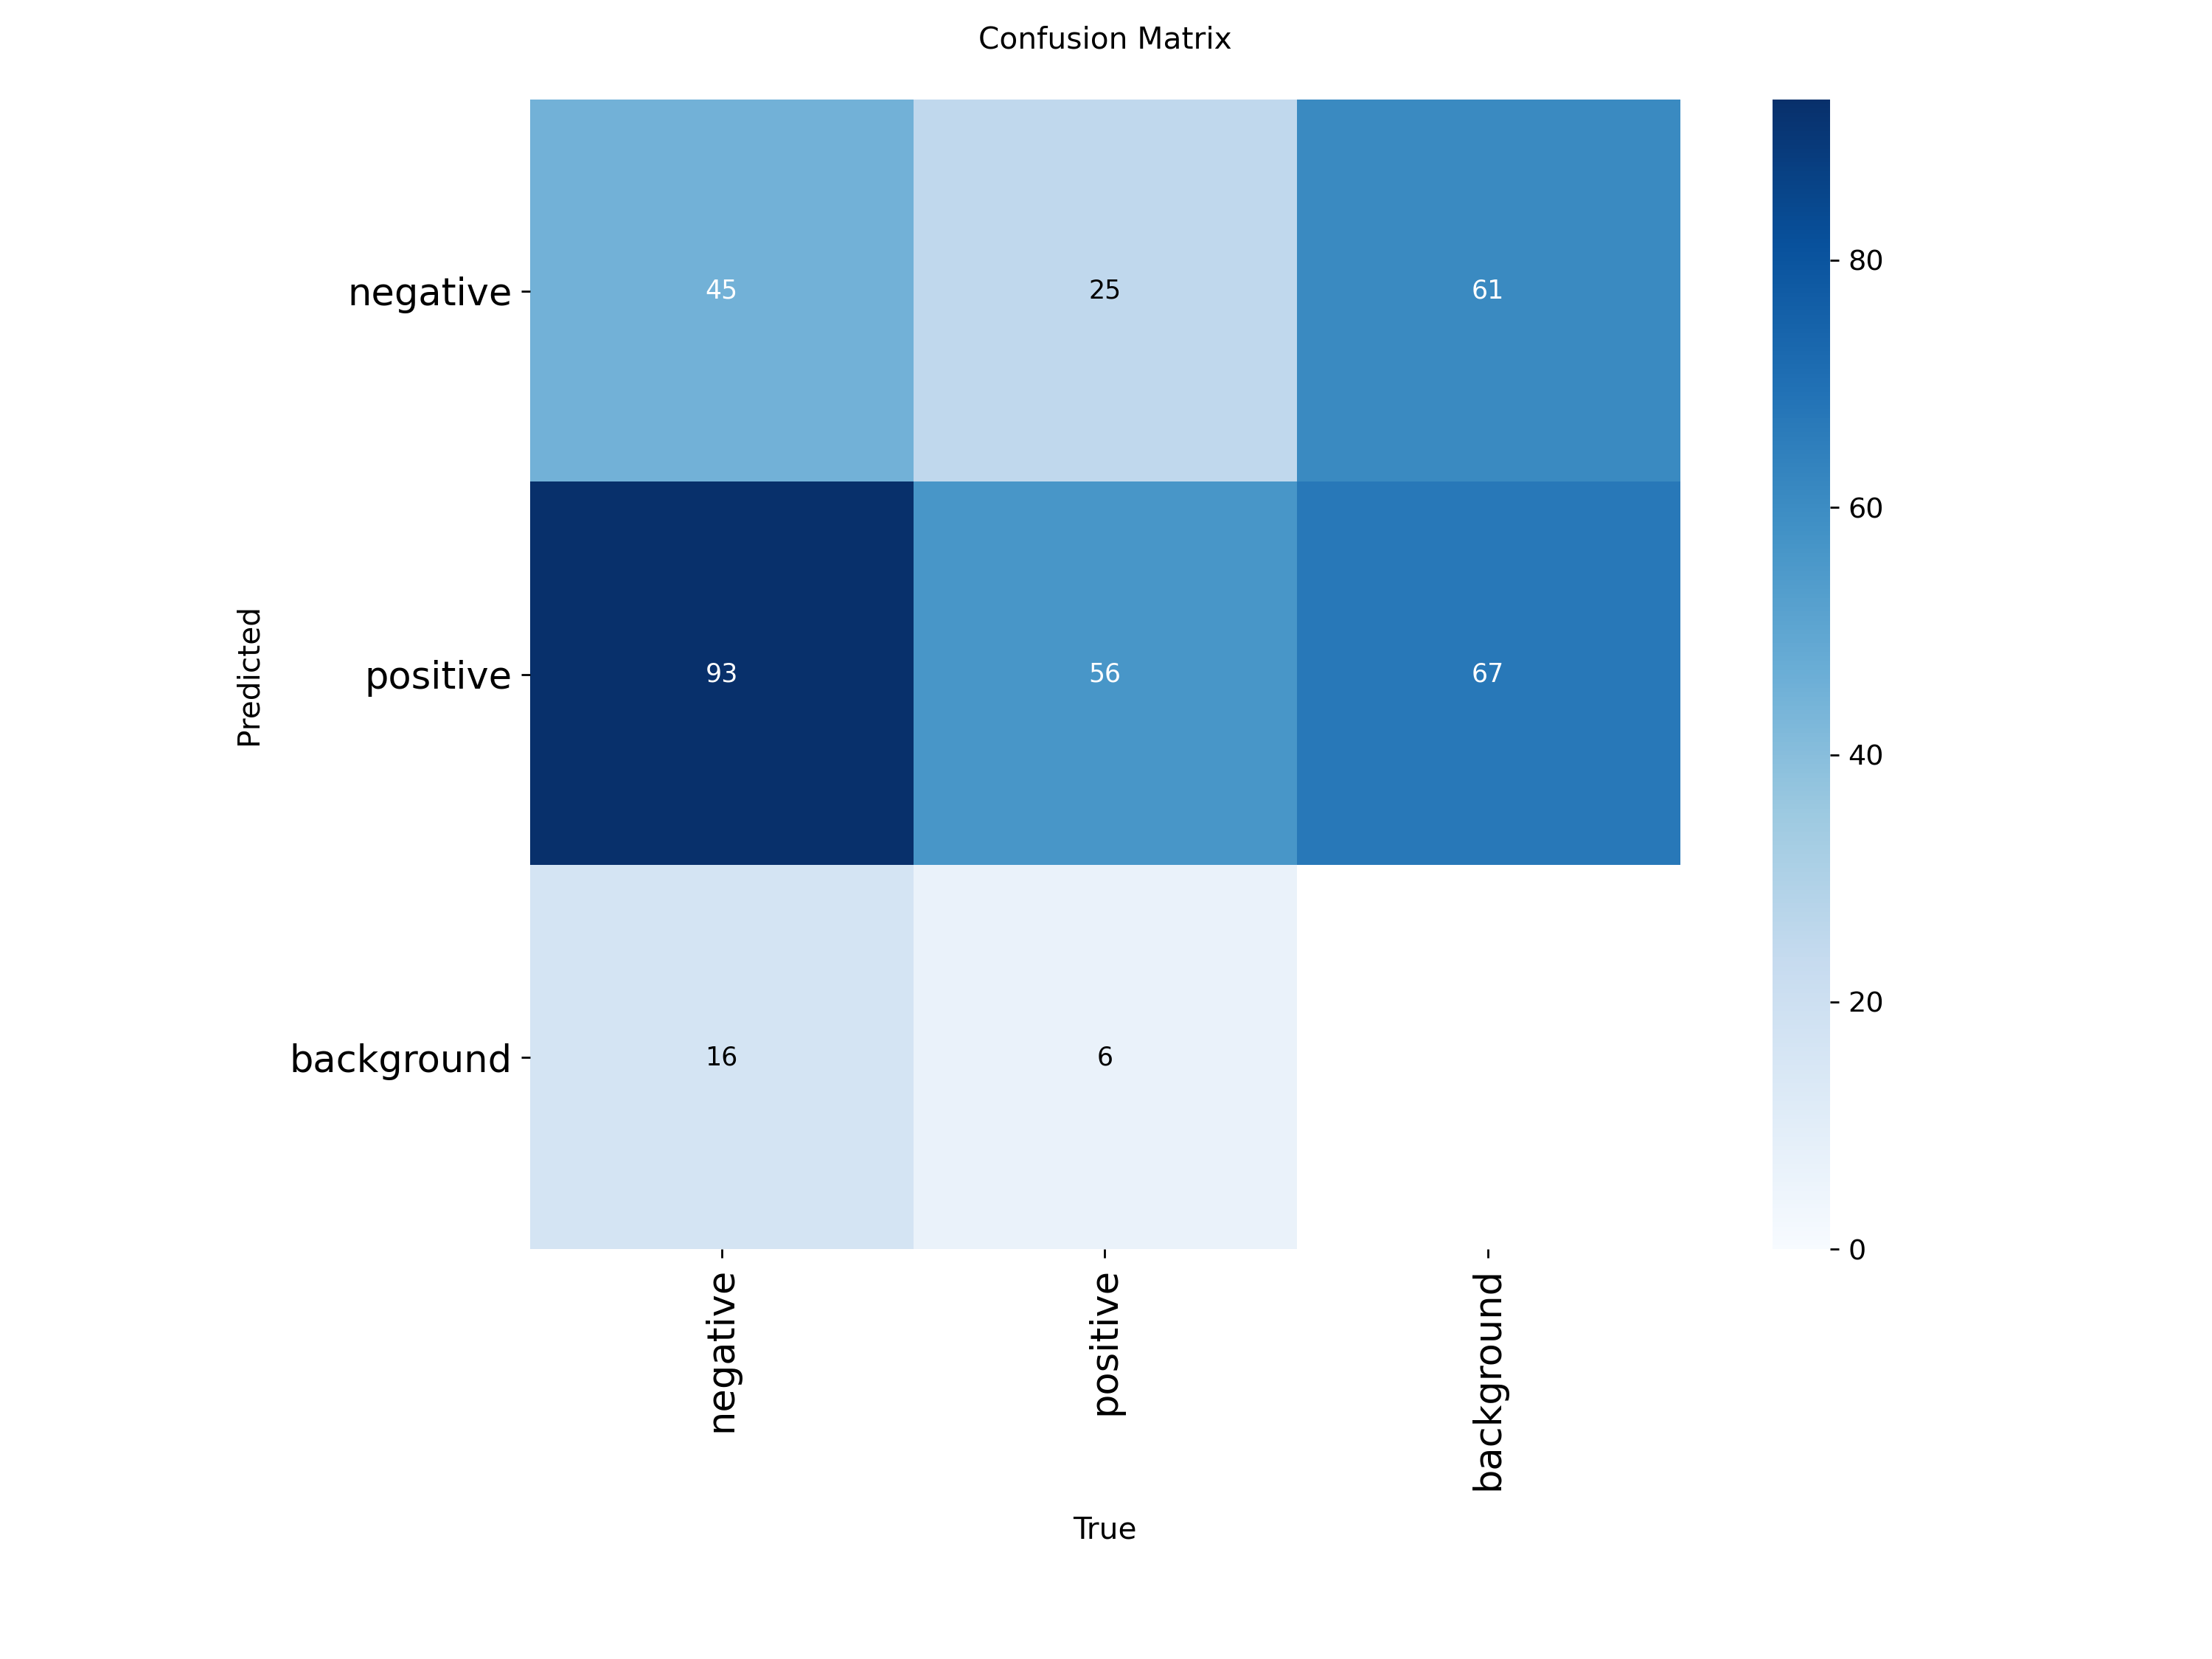 Confusion Matrix
negative
45
25
61
80
60
Predicted
positive
93
56
67
40
background
16
6
20
0
negative
positive
background
True